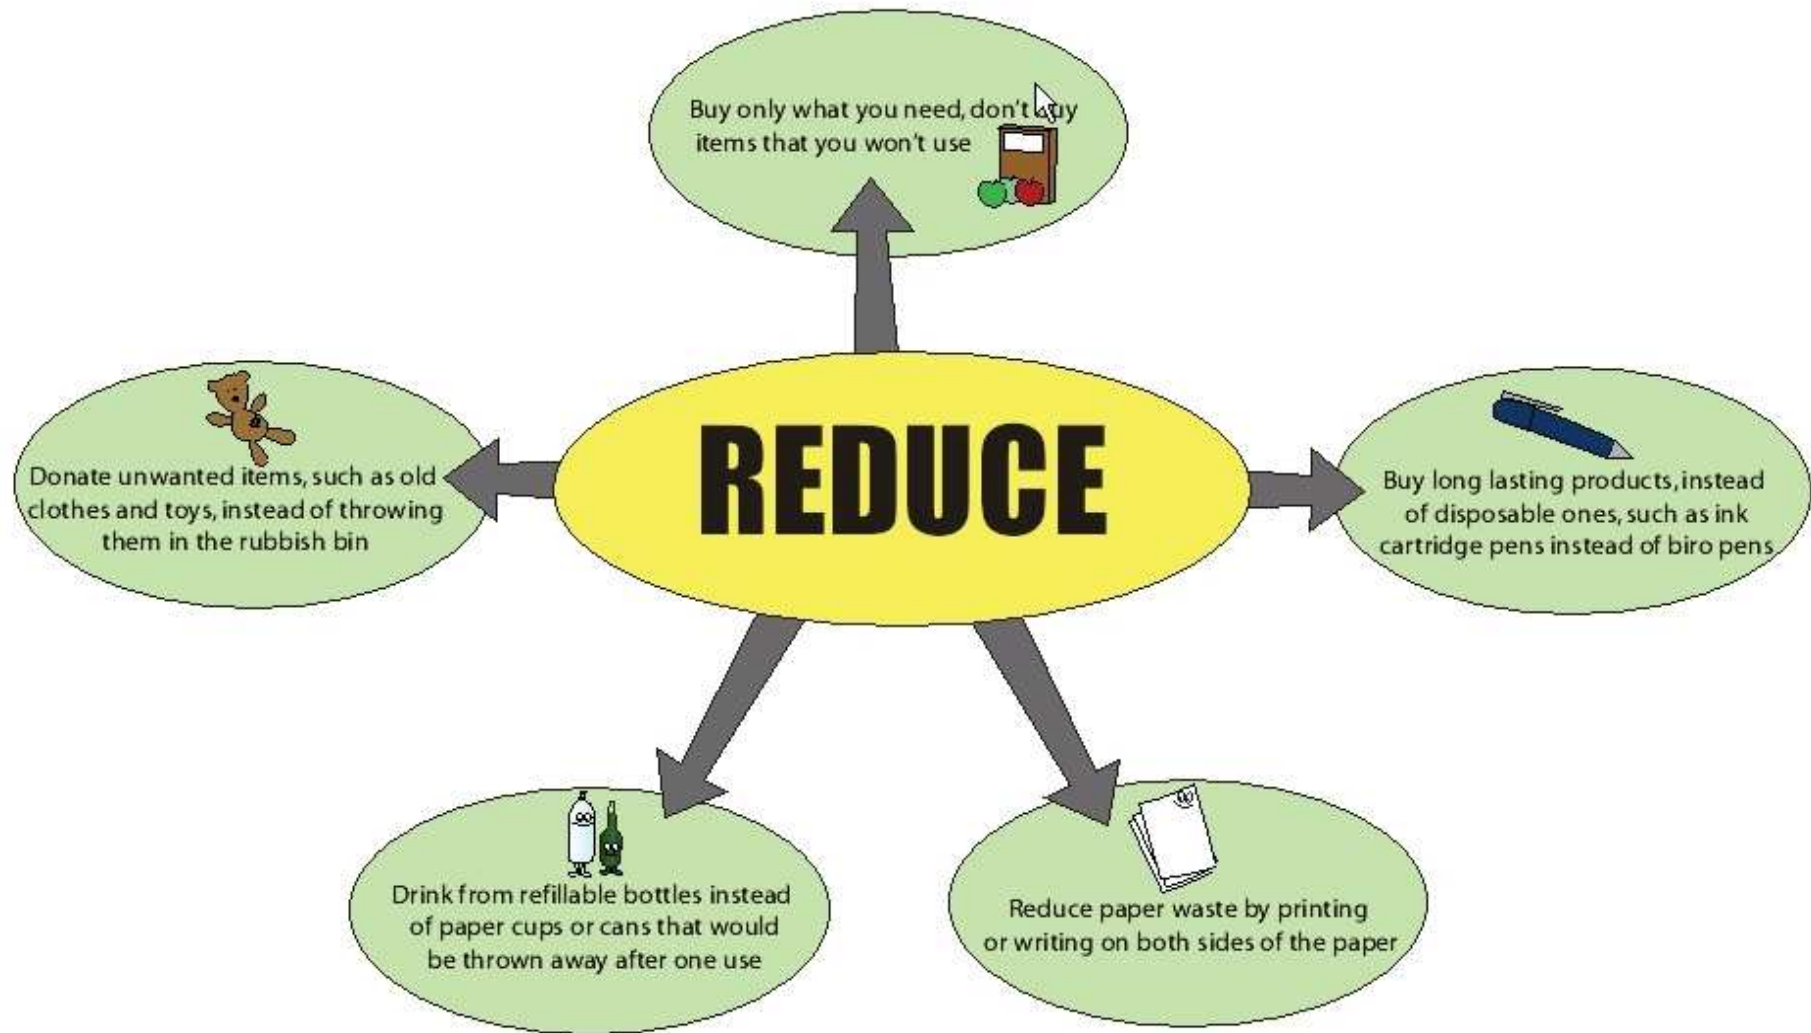 Buy only what you need, don't buy
items that you won't use
REDUCE
Donate unwanted items, such as old
clothes and toys, instead of throwing
them in the rubbish bin
Buy long lasting products, instead
of disposable ones, such as ink
cartridge pens instead of biro pens
Drink from refillable bottles instead
of paper cups or cans that would
be thrown away after one use
Reduce paper waste by printing
or writing on both sides of the paper